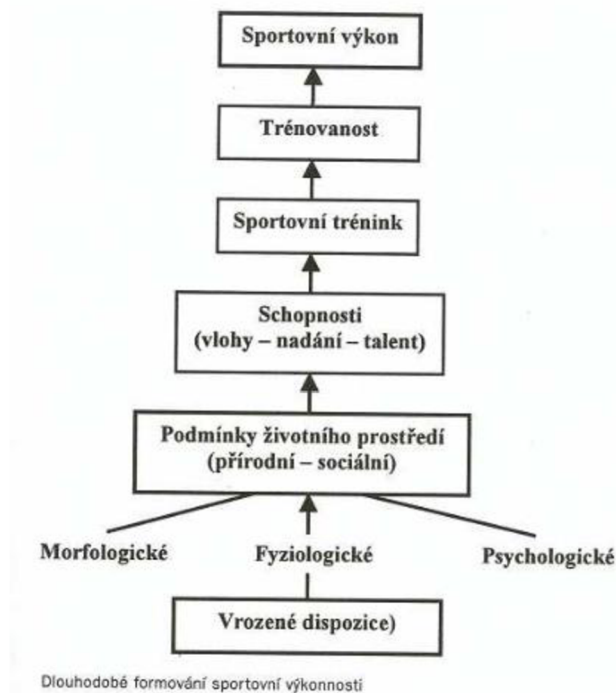 Sportovní výkon
Trénovanost
Sportovní trénink
Schopnosti
(vlohy – nadání – talent)
Podmínky životního prostředí
(přírodní – sociální)
Morfologické Fyziologické Psychologické
Vrozené dispozice)
Dlouhodobé formování sportovní výkonnosti